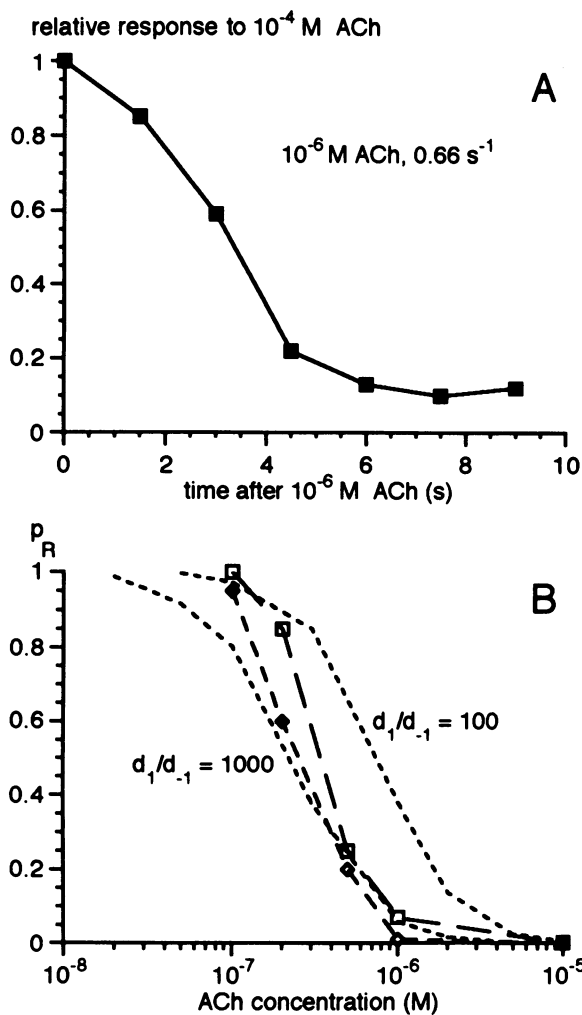 relative response to 10⁻⁴ M ACh
A
1
0.8
0.6
0.4
0.2
0
10⁻⁶ M ACh, 0.66 s⁻¹
0 2 4 6 8 10
time after 10⁻⁶ M ACh (s)
p_R
B
1
0.8
0.6
0.4
0.2
0
d₁/d₋₁ = 100
d₁/d₋₁ = 1000
10⁻⁸ 10⁻⁷ 10⁻⁶ 10⁻⁵
ACh concentration (M)